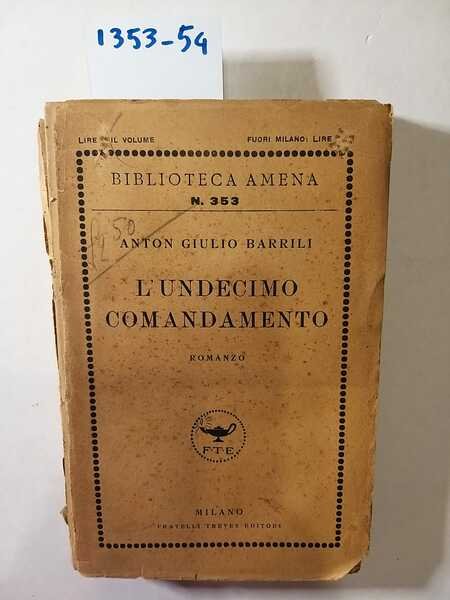 1353-54
LIRE IL VOLUME FUORI MILANO: LIRE
BIBLIOTECA AMENA
N. 353
50
ANTON GIULIO BARRILI
L'UNDECIMO
COMANDAMENTO
ROMANZO
F·T·E
MILANO
FRATELLI TREVES EDITORI